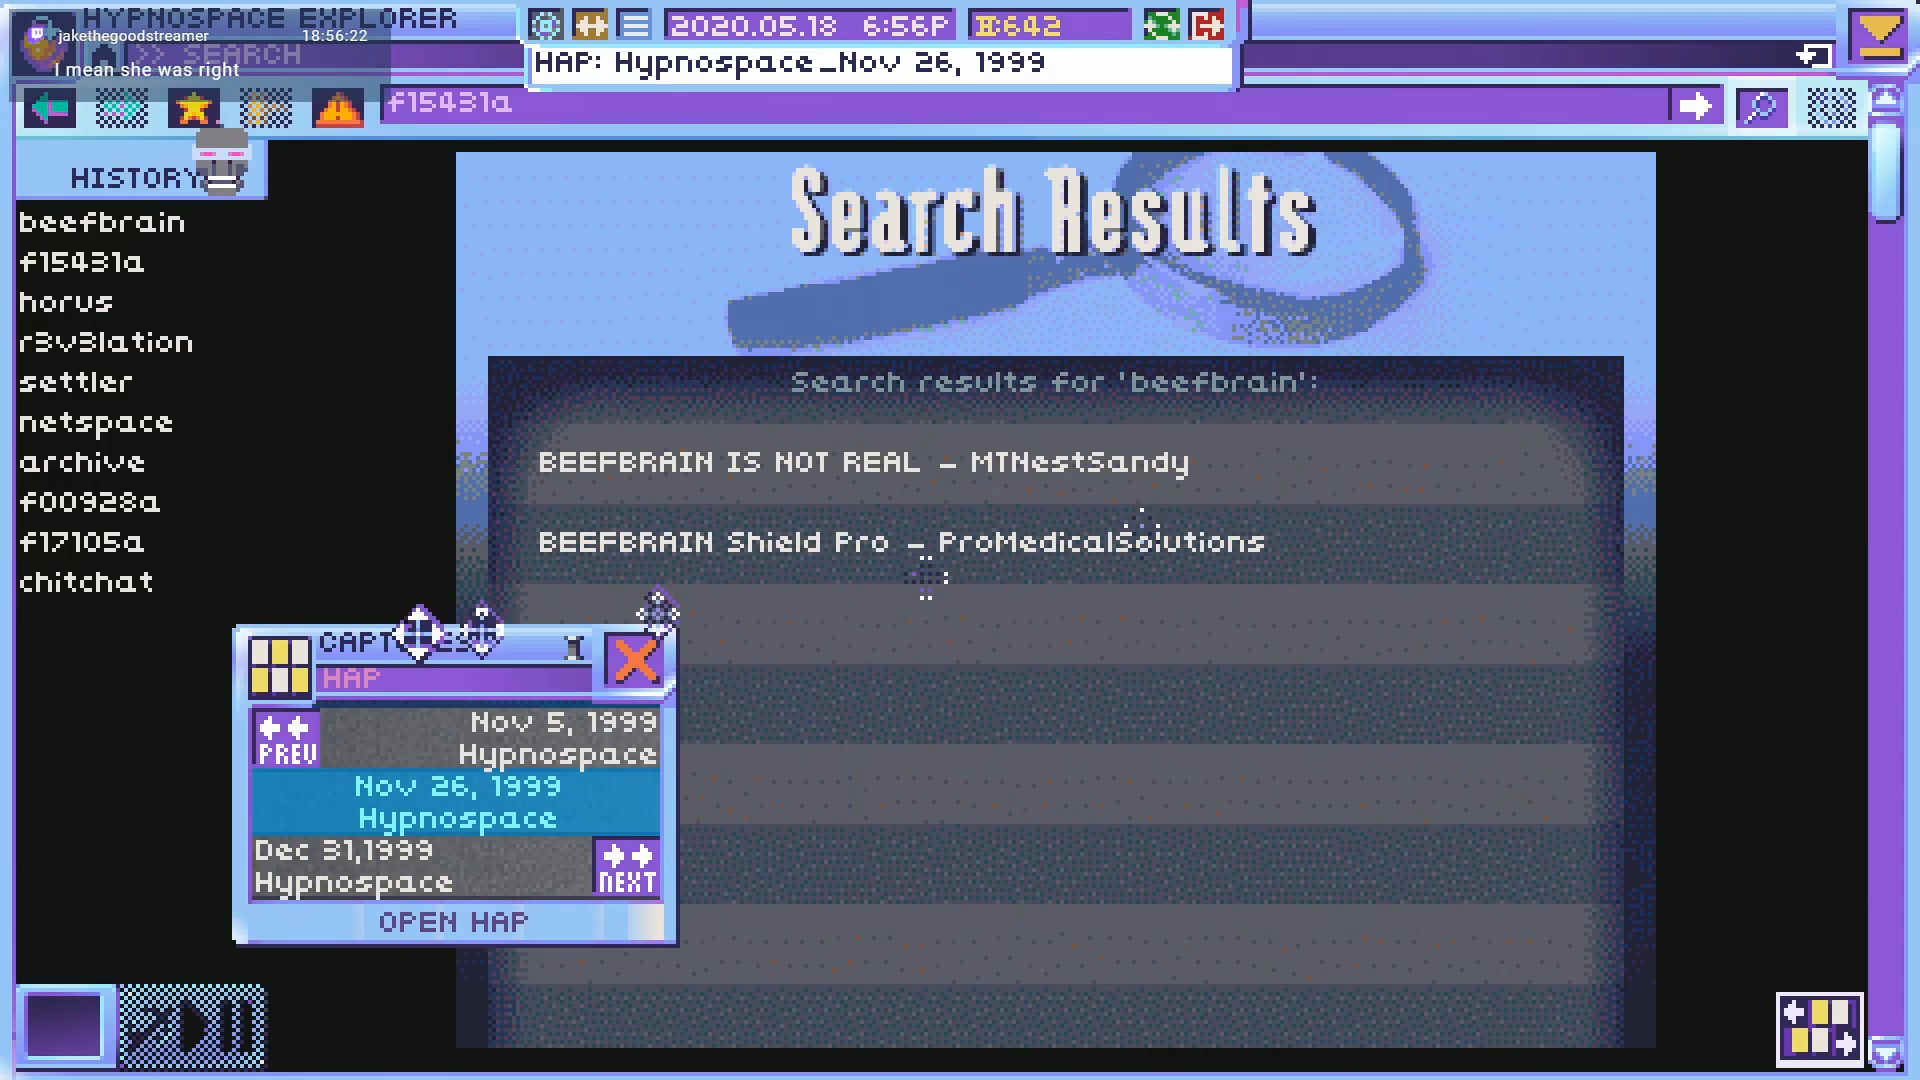 HYPNOSPACE EXPLORER
jakethegoodstreamer 18:56:22
>> SEARCH
I mean she was right
2020.05.18 6:56P
642
HAP: Hypnospace_Nov 26, 1999
f15431a
HISTORY
beefbrain
f15431a
horus
r3v3lation
settler
netspace
archive
f00928a
f17105a
chitchat
Search Results
Search results for 'beefbrain':
BEEFBRAIN IS NOT REAL - MTNestSandy
BEEFBRAIN Shield Pro - ProMedicalSolutions
HAP
PREV
Nov 5, 1999
Hypnospace
Nov 26, 1999
Hypnospace
Dec 31,1999
Hypnospace
NEXT
OPEN HAP